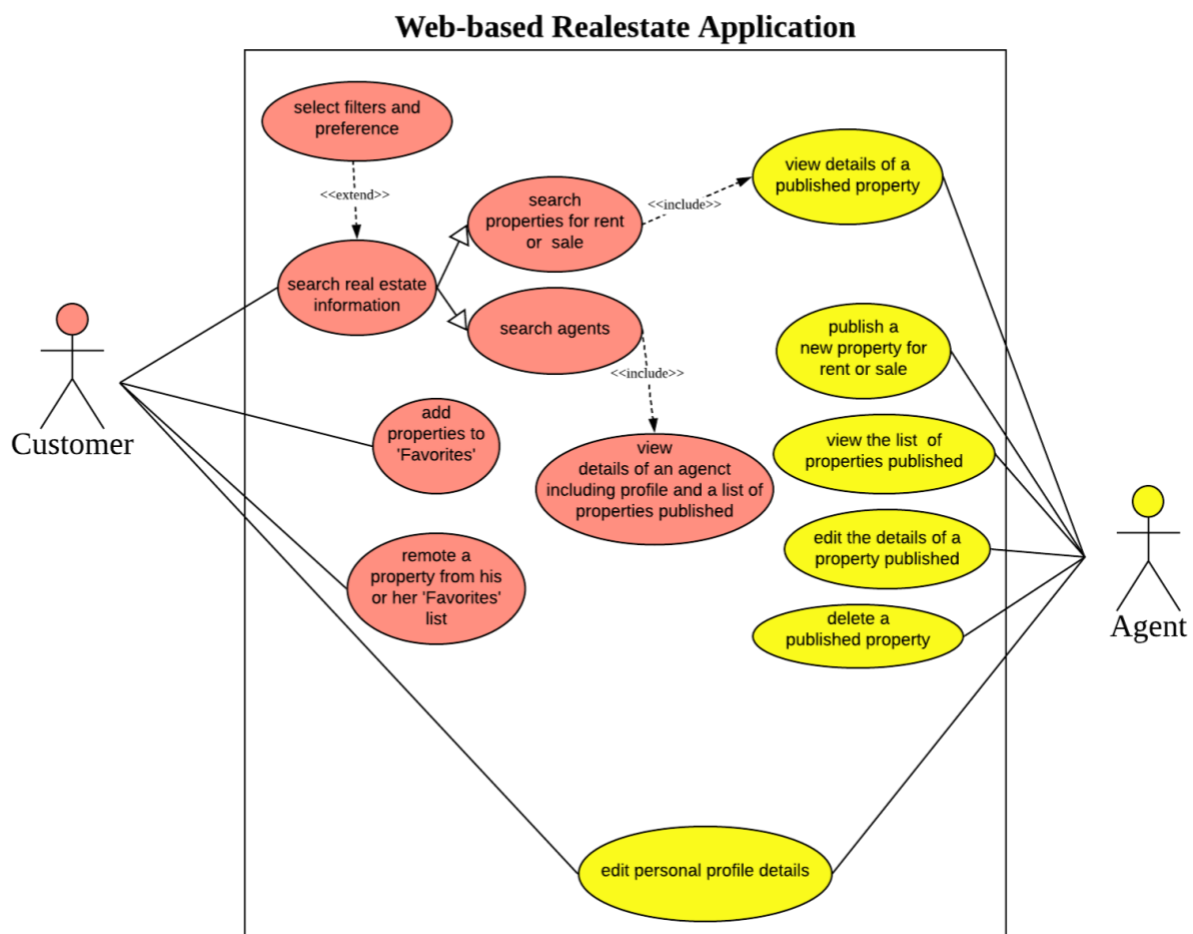 Web-based Realestate Application
select filters and
preference
<<extend>>
search real estate
information
search
properties for rent
or sale
<<include>>
view details of a
published property
search agents
<<include>>
view
details of an agenct
including profile and a list of
properties published
publish a
new property for
rent or sale
view the list of
properties published
edit the details of a
property published
delete a
published property
add
properties to
'Favorites'
remote a
property from his
or her 'Favorites'
list
edit personal profile details
Customer
Agent